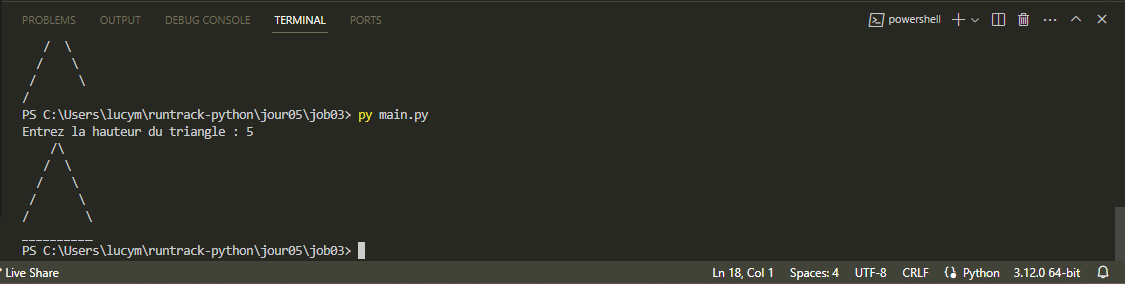 PROBLEMS OUTPUT DEBUG CONSOLE TERMINAL PORTS powershell
   /  \
  /    \
 /      \
/
PS C:\Users\lucym\runtrack-python\jour05\job03> py main.py
Entrez la hauteur du triangle : 5
    /\
   /  \
  /    \
 /      \
/        \
__________
PS C:\Users\lucym\runtrack-python\jour05\job03>
Live Share Ln 18, Col 1 Spaces: 4 UTF-8 CRLF Python 3.12.0 64-bit